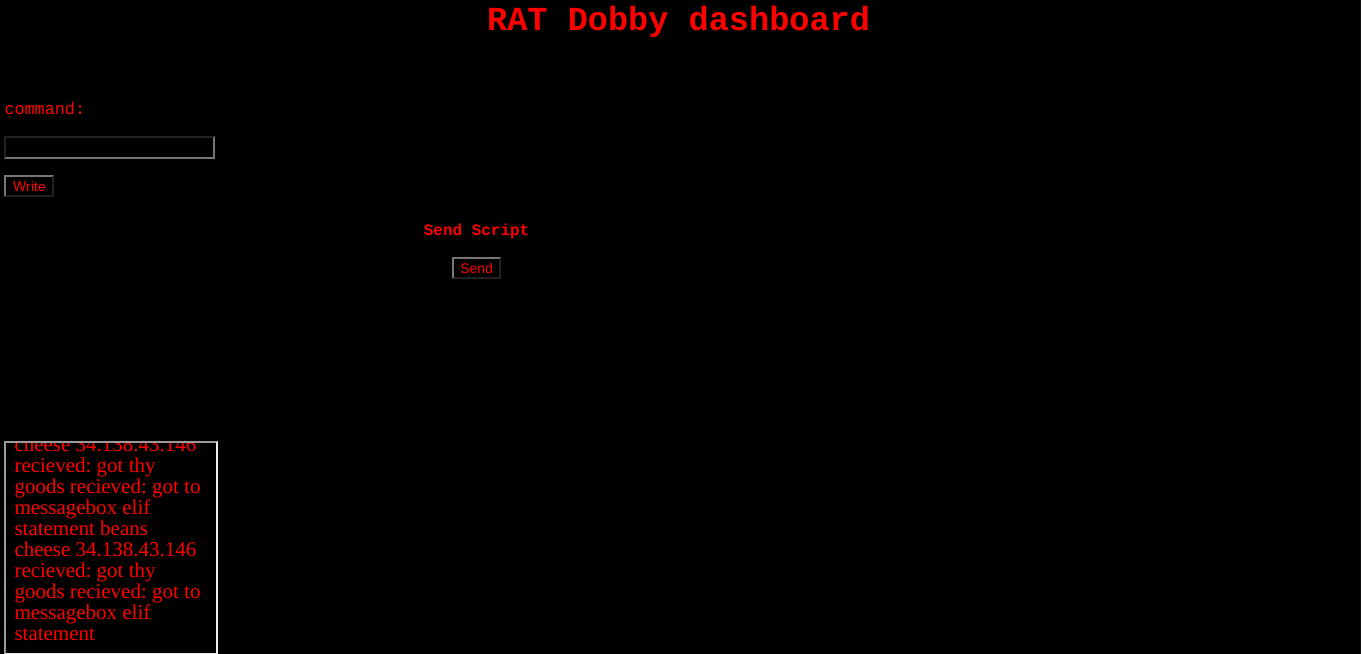 RAT Dobby dashboard
command:
Write
Send Script
Send
cheese 34.138.43.146
recieved: got thy
goods recieved: got to
messagebox elif
statement beans
cheese 34.138.43.146
recieved: got thy
goods recieved: got to
messagebox elif
statement